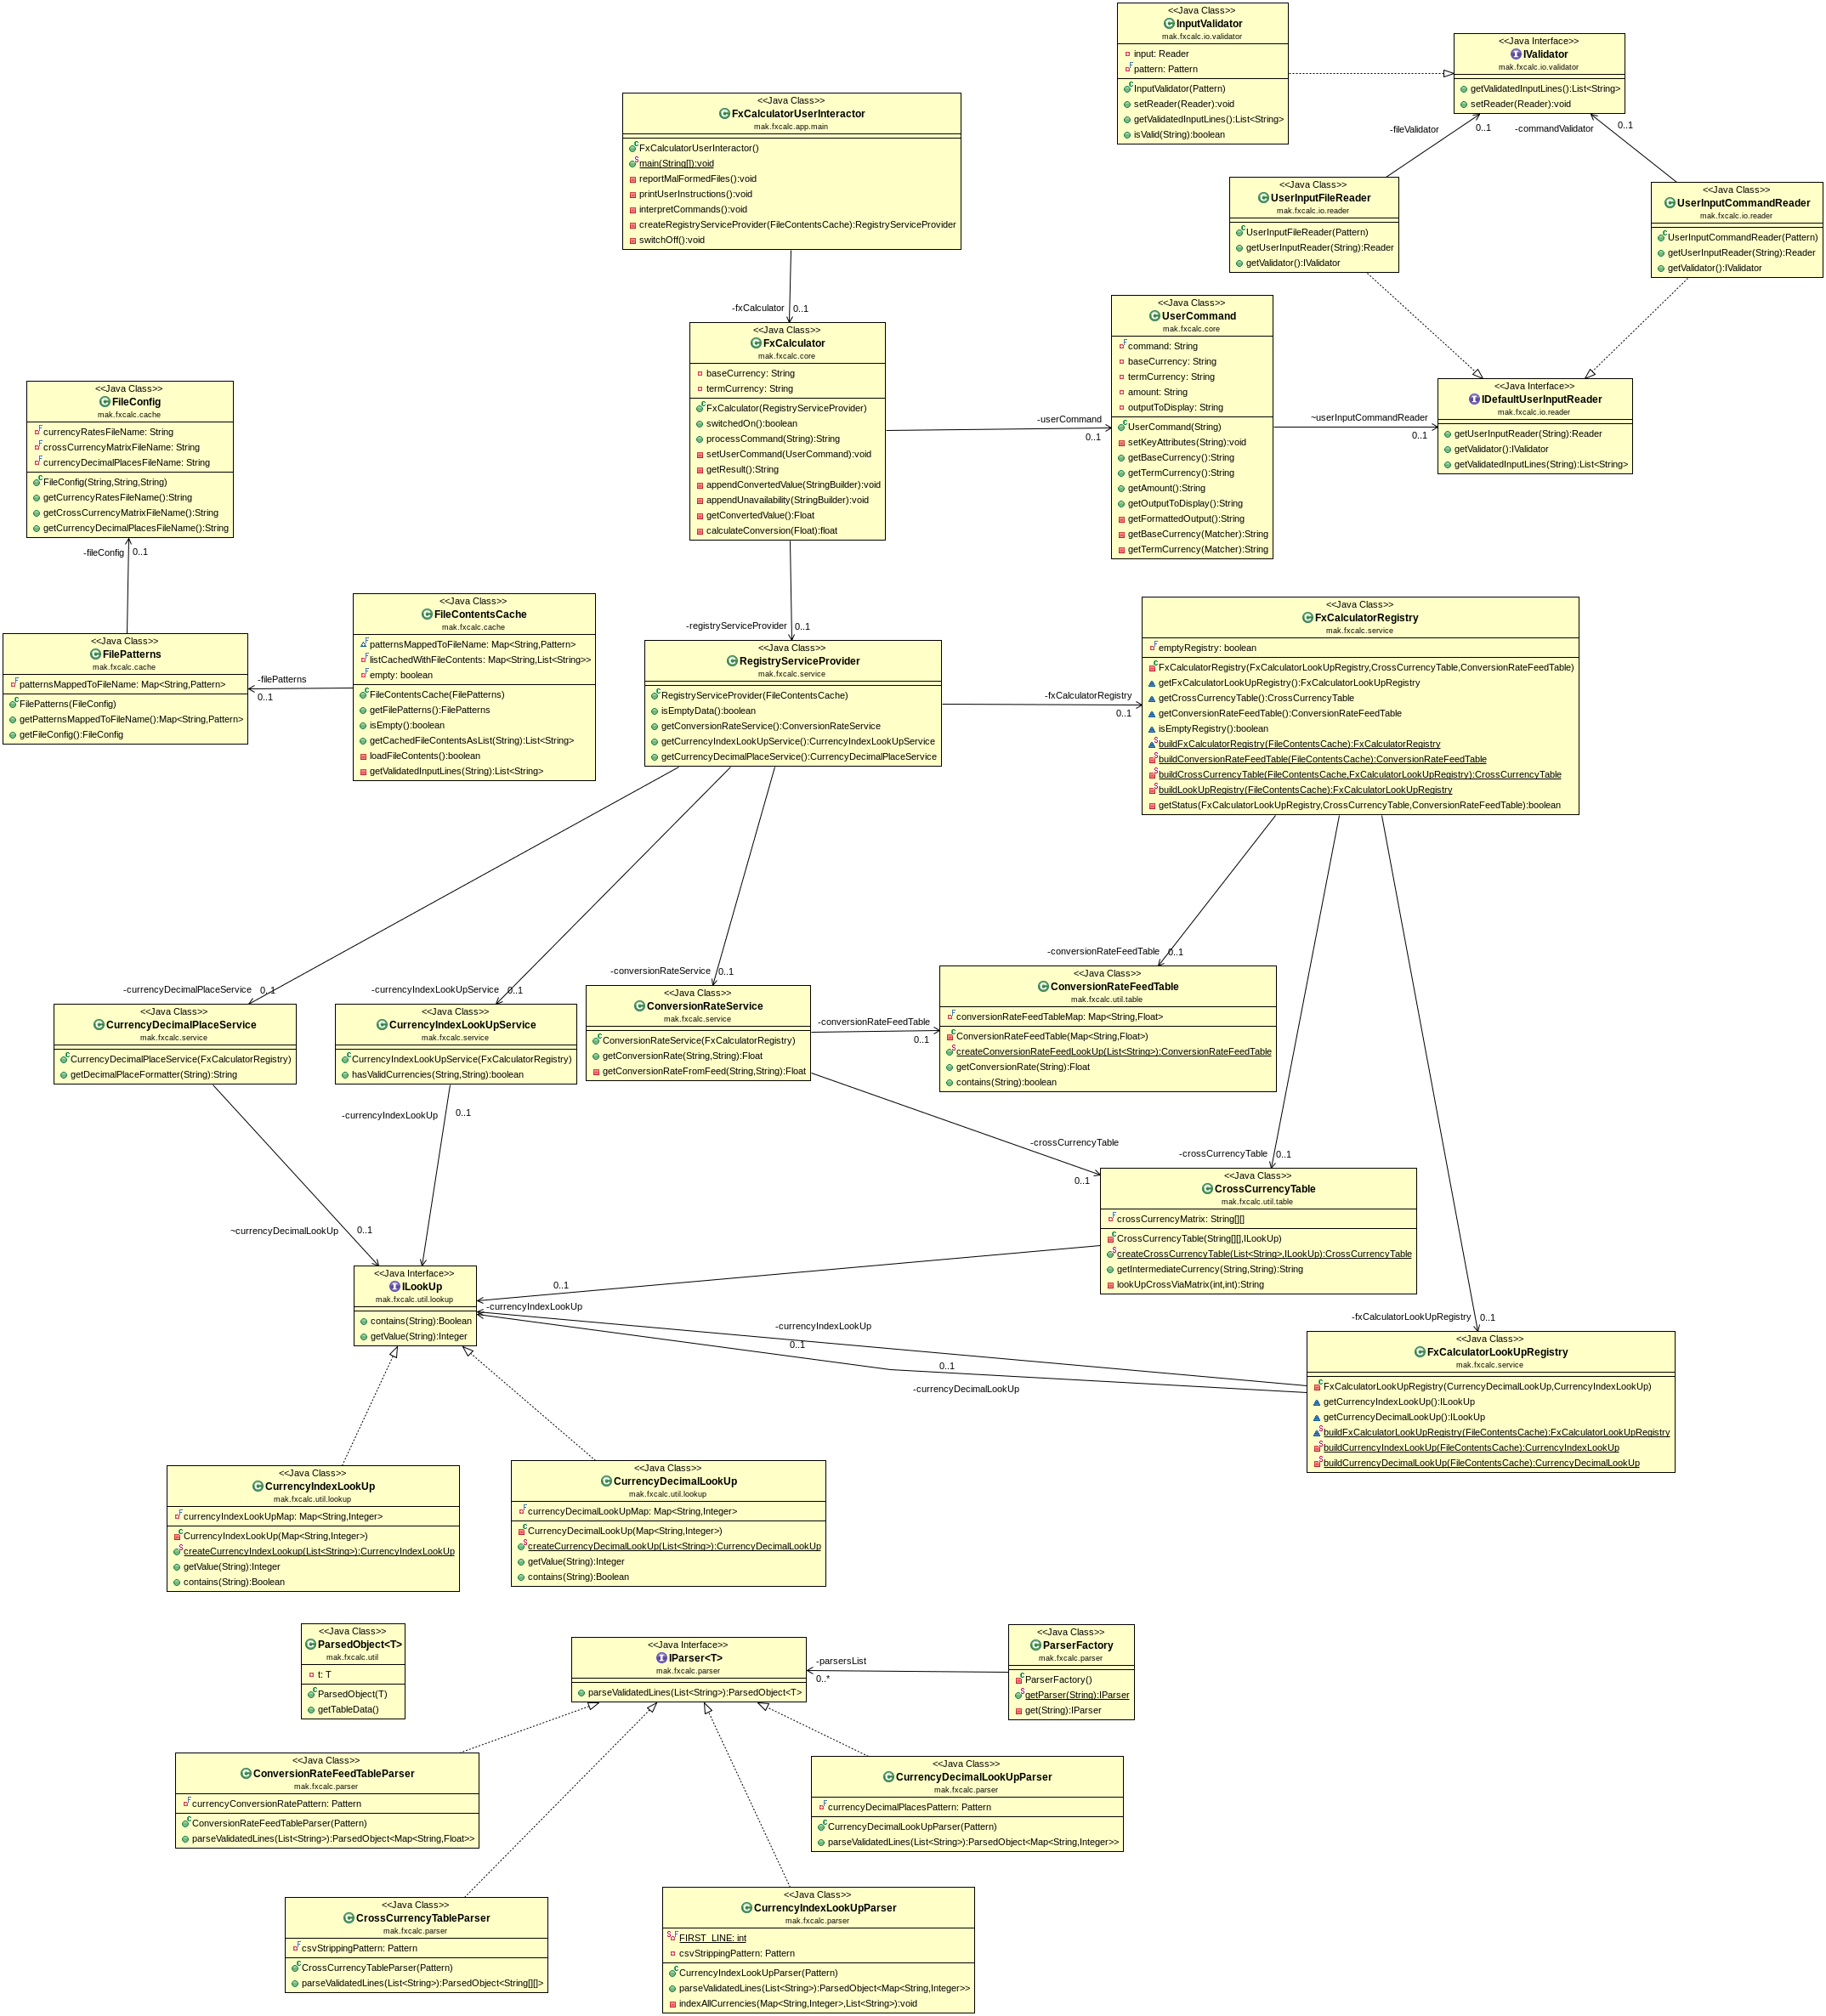 <<Java Class>>
InputValidator
mak.fxcalc.io.validator
input: Reader
pattern: Pattern
InputValidator(Pattern)
setReader(Reader):void
getValidatedInputLines():List<String>
isValid(String):boolean
<<Java Interface>>
IValidator
mak.fxcalc.io.validator
getValidatedInputLines():List<String>
setReader(Reader):void
-fileValidator
0..1
-commandValidator
0..1
<<Java Class>>
FxCalculatorUserInteractor
mak.fxcalc.app.main
FxCalculatorUserInteractor()
main(String[]):void
reportMalFormedFiles():void
printUserInstructions():void
interpretCommands():void
createRegistryServiceProvider(FileContentsCache):RegistryServiceProvider
switchOff():void
<<Java Class>>
UserInputFileReader
mak.fxcalc.io.reader
UserInputFileReader(Pattern)
getUserInputReader(String):Reader
getValidator():IValidator
<<Java Class>>
UserInputCommandReader
mak.fxcalc.io.reader
UserInputCommandReader(Pattern)
getUserInputReader(String):Reader
getValidator():IValidator
-fxCalculator
0..1
<<Java Class>>
FxCalculator
mak.fxcalc.core
baseCurrency: String
termCurrency: String
FxCalculator(RegistryServiceProvider)
switchedOn():boolean
processCommand(String):String
setUserCommand(UserCommand):void
getResult():String
appendConvertedValue(StringBuilder):void
appendUnavailability(StringBuilder):void
getConvertedValue():Float
calculateConversion(Float):float
-userCommand
0..1
<<Java Class>>
UserCommand
mak.fxcalc.core
command: String
baseCurrency: String
termCurrency: String
amount: String
outputToDisplay: String
UserCommand(String)
setKeyAttributes(String):void
getBaseCurrency():String
getTermCurrency():String
getAmount():String
getOutputToDisplay():String
getFormattedOutput():String
getBaseCurrency(Matcher):String
getTermCurrency(Matcher):String
~userInputCommandReader
0..1
<<Java Interface>>
IDefaultUserInputReader
mak.fxcalc.io.reader
getUserInputReader(String):Reader
getValidator():IValidator
getValidatedInputLines(String):List<String>
<<Java Class>>
FileConfig
mak.fxcalc.cache
currencyRatesFileName: String
crossCurrencyMatrixFileName: String
currencyDecimalPlacesFileName: String
FileConfig(String,String,String)
getCurrencyRatesFileName():String
getCrossCurrencyMatrixFileName():String
getCurrencyDecimalPlacesFileName():String
-fileConfig
0..1
<<Java Class>>
FilePatterns
mak.fxcalc.cache
patternsMappedToFileName: Map<String,Pattern>
FilePatterns(FileConfig)
getPatternsMappedToFileName():Map<String,Pattern>
getFileConfig():FileConfig
-filePatterns
0..1
<<Java Class>>
FileContentsCache
mak.fxcalc.cache
patternsMappedToFileName: Map<String,Pattern>
listCachedWithFileContents: Map<String,List<String>>
empty: boolean
FileContentsCache(FilePatterns)
getFilePatterns():FilePatterns
isEmpty():boolean
getCachedFileContentsAsList(String):List<String>
loadFileContents():boolean
getValidatedInputLines(String):List<String>
-registryServiceProvider
0..1
<<Java Class>>
RegistryServiceProvider
mak.fxcalc.service
RegistryServiceProvider(FileContentsCache)
isEmptyData():boolean
getConversionRateService():ConversionRateService
getCurrencyIndexLookUpService():CurrencyIndexLookUpService
getCurrencyDecimalPlaceService():CurrencyDecimalPlaceService
-fxCalculatorRegistry
0..1
<<Java Class>>
FxCalculatorRegistry
mak.fxcalc.service
emptyRegistry: boolean
FxCalculatorRegistry(FxCalculatorLookUpRegistry,CrossCurrencyTable,ConversionRateFeedTable)
getFxCalculatorLookUpRegistry():FxCalculatorLookUpRegistry
getCrossCurrencyTable():CrossCurrencyTable
getConversionRateFeedTable():ConversionRateFeedTable
isEmptyRegistry():boolean
buildFxCalculatorRegistry(FileContentsCache):FxCalculatorRegistry
buildConversionRateFeedTable(FileContentsCache):ConversionRateFeedTable
buildCrossCurrencyTable(FileContentsCache,FxCalculatorLookUpRegistry):CrossCurrencyTable
buildLookUpRegistry(FileContentsCache):FxCalculatorLookUpRegistry
getStatus(FxCalculatorLookUpRegistry,CrossCurrencyTable,ConversionRateFeedTable):boolean
-currencyDecimalPlaceService
0..1
-currencyIndexLookUpService
0..1
-conversionRateService
0..1
-conversionRateFeedTable
0..1
<<Java Class>>
CurrencyDecimalPlaceService
mak.fxcalc.service
CurrencyDecimalPlaceService(FxCalculatorRegistry)
getDecimalPlaceFormatter(String):String
<<Java Class>>
CurrencyIndexLookUpService
mak.fxcalc.service
CurrencyIndexLookUpService(FxCalculatorRegistry)
hasValidCurrencies(String,String):boolean
<<Java Class>>
ConversionRateService
mak.fxcalc.service
ConversionRateService(FxCalculatorRegistry)
getConversionRate(String,String):Float
getConversionRateFromFeed(String,String):Float
-conversionRateFeedTable
0..1
<<Java Class>>
ConversionRateFeedTable
mak.fxcalc.util.table
conversionRateFeedTableMap: Map<String,Float>
ConversionRateFeedTable(Map<String,Float>)
createConversionRateFeedLookUp(List<String>):ConversionRateFeedTable
getConversionRate(String):Float
contains(String):boolean
-currencyIndexLookUp
0..1
-crossCurrencyTable
0..1
-crossCurrencyTable
0..1
<<Java Class>>
CrossCurrencyTable
mak.fxcalc.util.table
crossCurrencyMatrix: String[][]
CrossCurrencyTable(String[][],ILookUp)
createCrossCurrencyTable(List<String>,ILookUp):CrossCurrencyTable
getIntermediateCurrency(String,String):String
lookUpCrossViaMatrix(int,int):String
~currencyDecimalLookUp
0..1
<<Java Interface>>
ILookUp
mak.fxcalc.util.lookup
contains(String):Boolean
getValue(String):Integer
0..1
-currencyIndexLookUp
-currencyIndexLookUp
0..1
0..1
-currencyDecimalLookUp
-fxCalculatorLookUpRegistry
0..1
<<Java Class>>
FxCalculatorLookUpRegistry
mak.fxcalc.service
FxCalculatorLookUpRegistry(CurrencyDecimalLookUp,CurrencyIndexLookUp)
getCurrencyIndexLookUp():ILookUp
getCurrencyDecimalLookUp():ILookUp
buildFxCalculatorLookUpRegistry(FileContentsCache):FxCalculatorLookUpRegistry
buildCurrencyIndexLookUp(FileContentsCache):CurrencyIndexLookUp
buildCurrencyDecimalLookUp(FileContentsCache):CurrencyDecimalLookUp
<<Java Class>>
CurrencyIndexLookUp
mak.fxcalc.util.lookup
currencyIndexLookUpMap: Map<String,Integer>
CurrencyIndexLookUp(Map<String,Integer>)
createCurrencyIndexLookup(List<String>):CurrencyIndexLookUp
getValue(String):Integer
contains(String):Boolean
<<Java Class>>
CurrencyDecimalLookUp
mak.fxcalc.util.lookup
currencyDecimalLookUpMap: Map<String,Integer>
CurrencyDecimalLookUp(Map<String,Integer>)
createCurrencyDecimalLookUp(List<String>):CurrencyDecimalLookUp
getValue(String):Integer
contains(String):Boolean
<<Java Class>>
ParsedObject<T>
mak.fxcalc.util
t: T
ParsedObject(T)
getTableData()
<<Java Interface>>
IParser<T>
mak.fxcalc.parser
parseValidatedLines(List<String>):ParsedObject<T>
-parsersList
0..*
<<Java Class>>
ParserFactory
mak.fxcalc.parser
ParserFactory()
getParser(String):IParser
get(String):IParser
<<Java Class>>
ConversionRateFeedTableParser
mak.fxcalc.parser
currencyConversionRatePattern: Pattern
ConversionRateFeedTableParser(Pattern)
parseValidatedLines(List<String>):ParsedObject<Map<String,Float>>
<<Java Class>>
CurrencyDecimalLookUpParser
mak.fxcalc.parser
currencyDecimalPlacesPattern: Pattern
CurrencyDecimalLookUpParser(Pattern)
parseValidatedLines(List<String>):ParsedObject<Map<String,Integer>>
<<Java Class>>
CrossCurrencyTableParser
mak.fxcalc.parser
csvStrippingPattern: Pattern
CrossCurrencyTableParser(Pattern)
parseValidatedLines(List<String>):ParsedObject<String[][]>
<<Java Class>>
CurrencyIndexLookUpParser
mak.fxcalc.parser
FIRST_LINE: int
csvStrippingPattern: Pattern
CurrencyIndexLookUpParser(Pattern)
parseValidatedLines(List<String>):ParsedObject<Map<String,Integer>>
indexAllCurrencies(Map<String,Integer>,List<String>):void